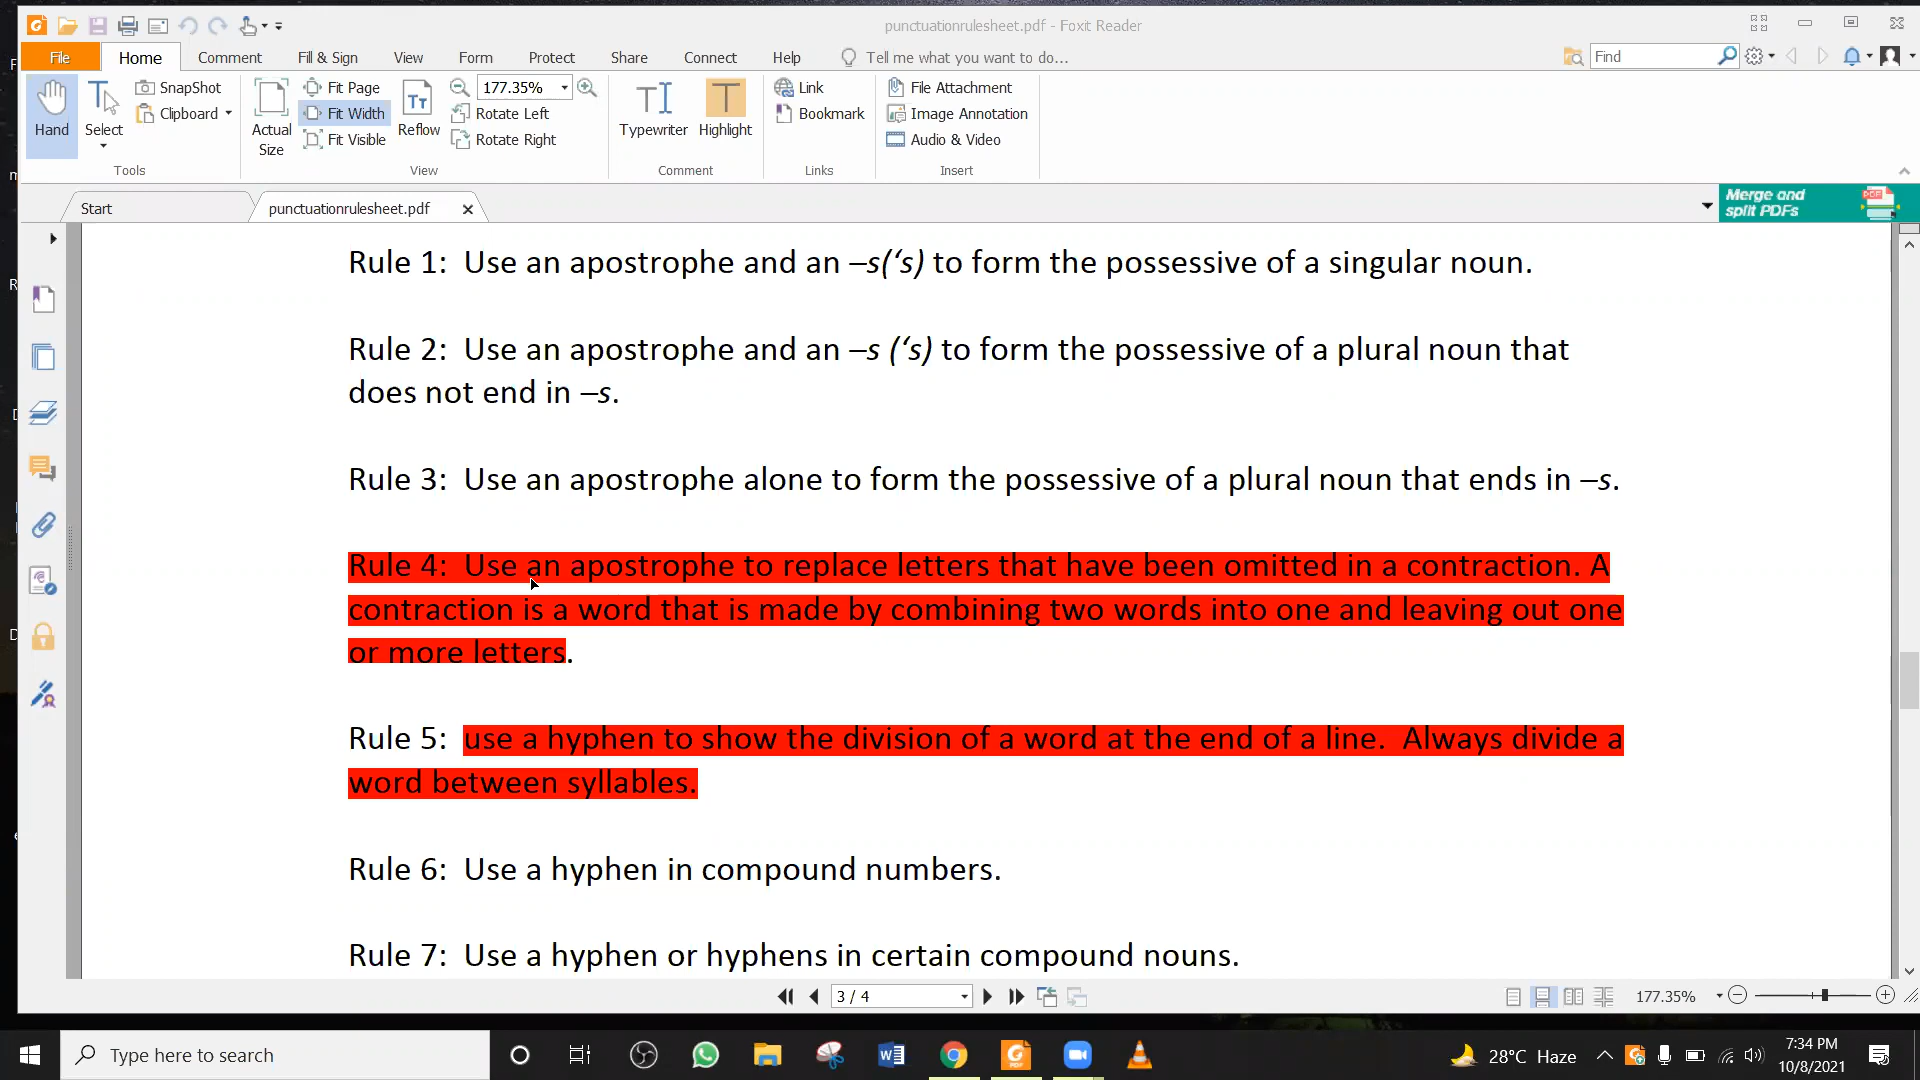 punctuationrulesheet.pdf - Foxit Reader
File Home Comment Fill & Sign View Form Protect Share Connect Help Tell me what you want to do... Find
Hand Select SnapShot Clipboard Actual Size Fit Page Fit Width Fit Visible Reflow 177.35% Rotate Left Rotate Right Typewriter Highlight Link Bookmark File Attachment Image Annotation Audio & Video
Tools View Comment Links Insert
Start punctuationrulesheet.pdf
Merge and
split PDFs
Rule 1: Use an apostrophe and an –s(‘s) to form the possessive of a singular noun.
Rule 2: Use an apostrophe and an –s (‘s) to form the possessive of a plural noun that
does not end in –s.
Rule 3: Use an apostrophe alone to form the possessive of a plural noun that ends in –s.
Rule 4: Use an apostrophe to replace letters that have been omitted in a contraction. A
contraction is a word that is made by combining two words into one and leaving out one
or more letters.
Rule 5: use a hyphen to show the division of a word at the end of a line. Always divide a
word between syllables.
Rule 6: Use a hyphen in compound numbers.
Rule 7: Use a hyphen or hyphens in certain compound nouns.
3 / 4 177.35%
Type here to search 28°C Haze 7:34 PM
10/8/2021